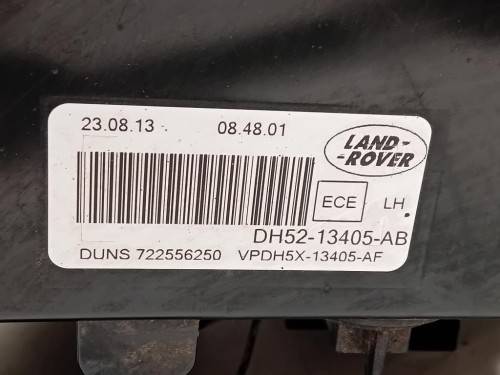 23.08.13 08.48.01
LAND-
-ROVER
ECE LH
DH52-13405-AB
DUNS 722556250 VPDH5X-13405-AF